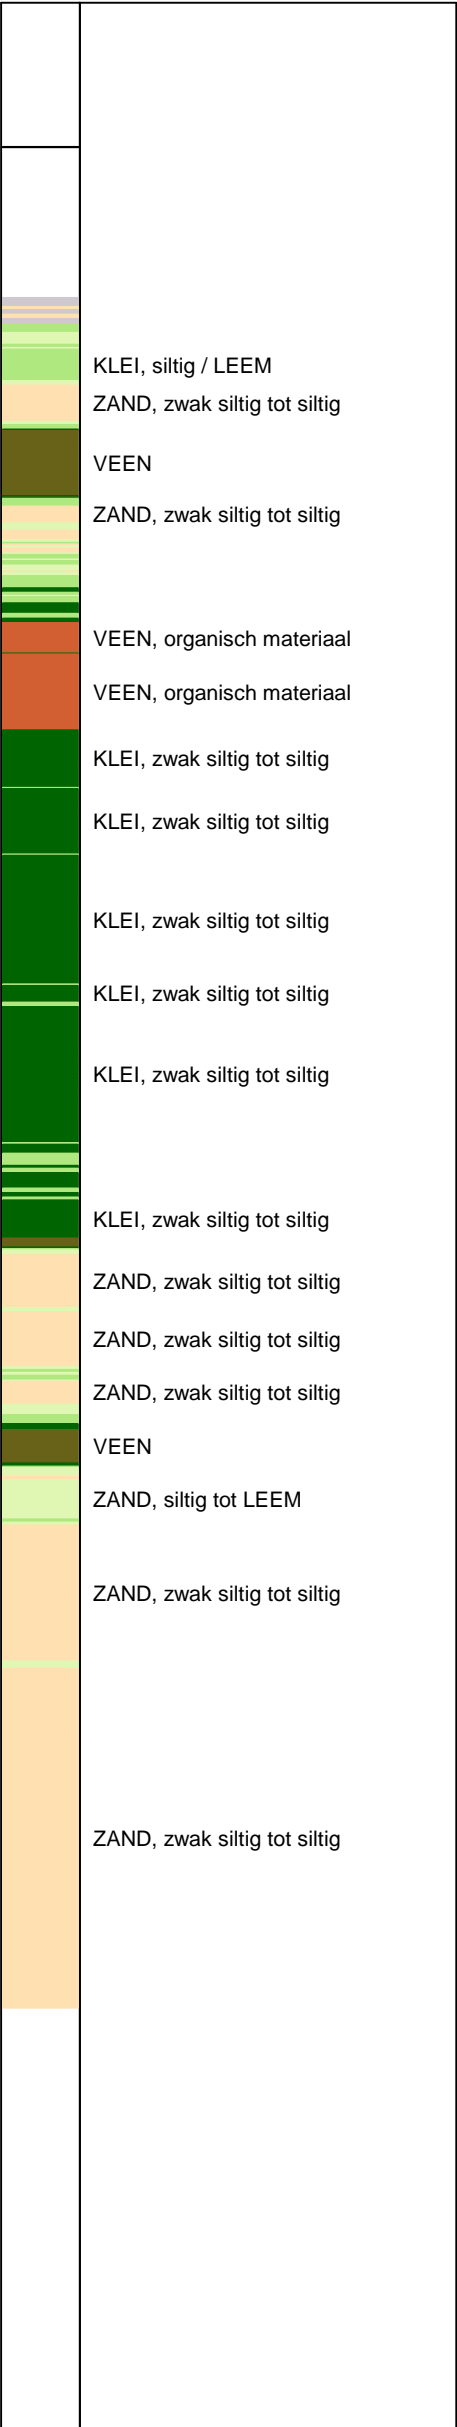 KLEI, siltig / LEEM
ZAND, zwak siltig tot siltig
VEEN
ZAND, zwak siltig tot siltig
VEEN, organisch materiaal
VEEN, organisch materiaal
KLEI, zwak siltig tot siltig
KLEI, zwak siltig tot siltig
KLEI, zwak siltig tot siltig
KLEI, zwak siltig tot siltig
KLEI, zwak siltig tot siltig
KLEI, zwak siltig tot siltig
ZAND, zwak siltig tot siltig
ZAND, zwak siltig tot siltig
ZAND, zwak siltig tot siltig
VEEN
ZAND, siltig tot LEEM
ZAND, zwak siltig tot siltig
ZAND, zwak siltig tot siltig